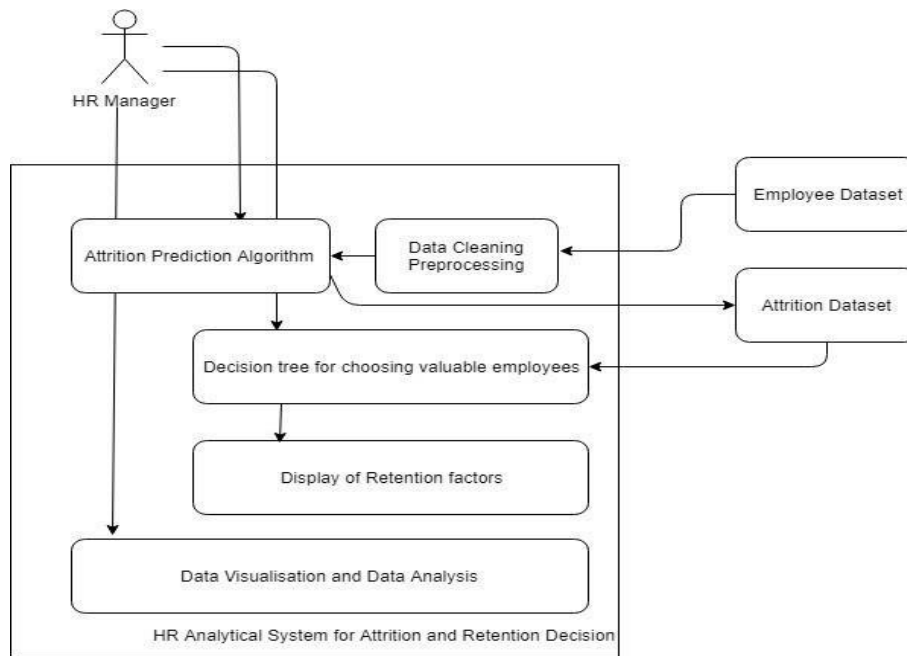 HR Manager
Employee Dataset
Attrition Prediction Algorithm
Data Cleaning
Preprocessing
Attrition Dataset
Decision tree for choosing valuable employees
Display of Retention factors
Data Visualisation and Data Analysis
HR Analytical System for Attrition and Retention Decision